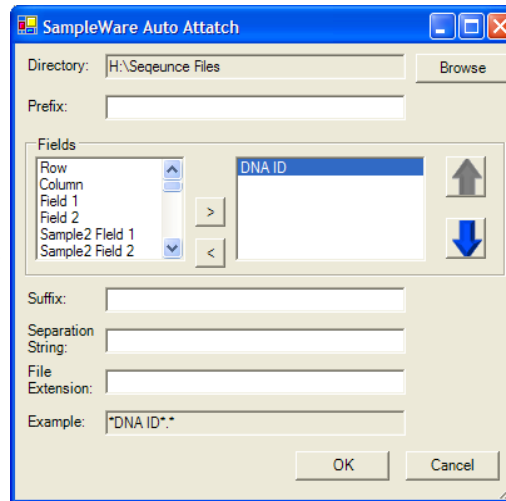 SampleWare Auto Attatch
Directory: H:\Seqeunce Files Browse
Prefix:
Fields
Row
Column
Field 1
Field 2
Sample2 Field 1
Sample2 Field 2
>
<
DNA ID
Suffix:
Separation
String:
File
Extension:
Example: *DNA ID*.*
OK Cancel